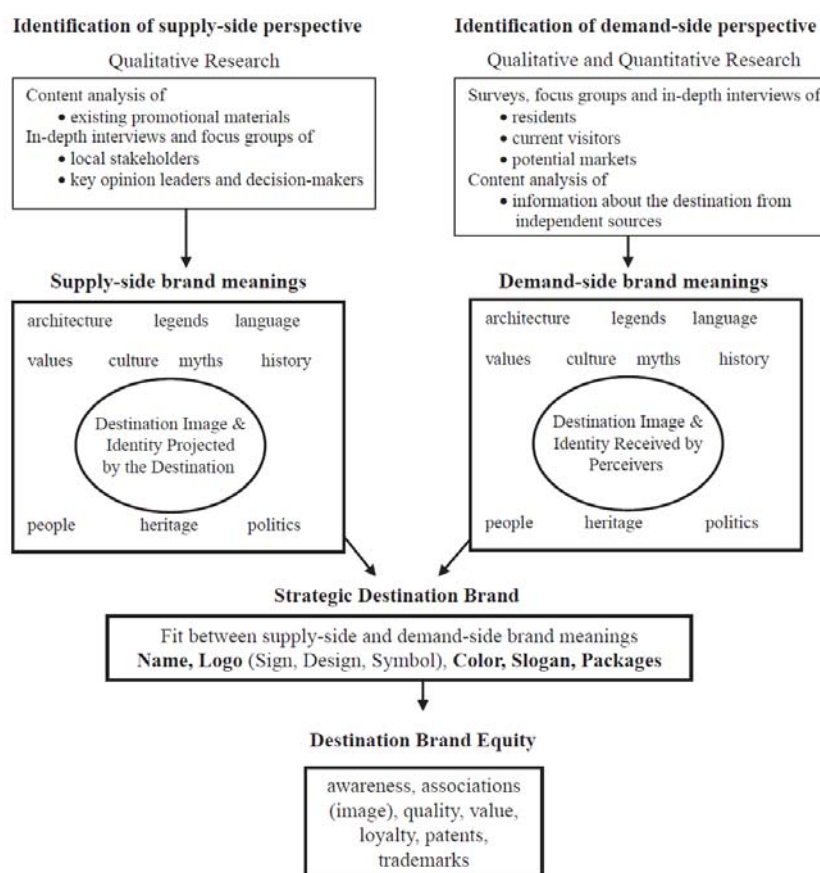 Identification of supply-side perspective
Qualitative Research
Content analysis of
• existing promotional materials
In-depth interviews and focus groups of
• local stakeholders
• key opinion leaders and decision-makers
Supply-side brand meanings
architecture legends language
values culture myths history
Destination Image &
Identity Projected
by the Destination
people heritage politics
Identification of demand-side perspective
Qualitative and Quantitative Research
Surveys, focus groups and in-depth interviews of
• residents
• current visitors
• potential markets
Content analysis of
• information about the destination from
independent sources
Demand-side brand meanings
architecture legends language
values culture myths history
Destination Image &
Identity Received by
Perceivers
people heritage politics
Strategic Destination Brand
Fit between supply-side and demand-side brand meanings
Name, Logo (Sign, Design, Symbol), Color, Slogan, Packages
Destination Brand Equity
awareness, associations
(image), quality, value,
loyalty, patents,
trademarks